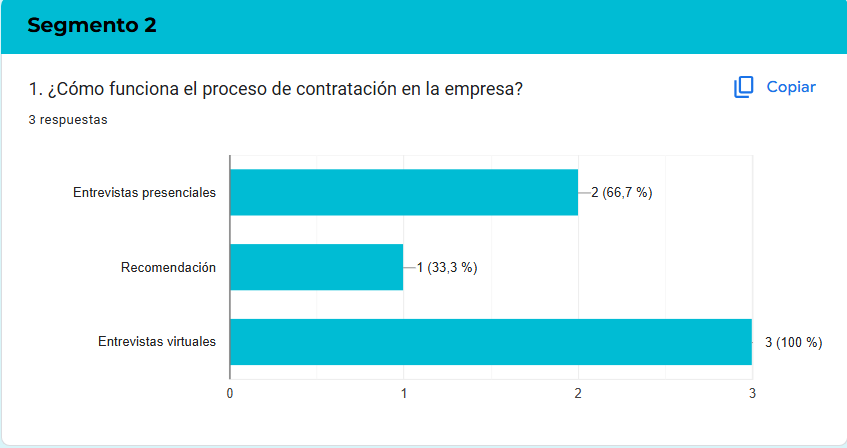 Segmento 2
1. ¿Cómo funciona el proceso de contratación en la empresa?
Copiar
3 respuestas
Entrevistas presenciales
2 (66,7 %)
Recomendación
1 (33,3 %)
Entrevistas virtuales
3 (100 %)
0
1
2
3